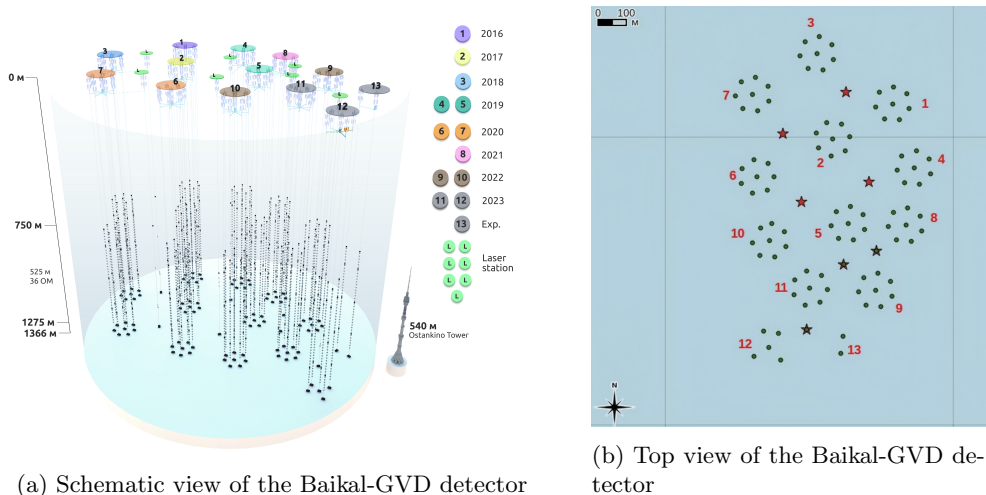 1 2016
2 2017
3 2018
4 5 2019
6 7 2020
8 2021
9 10 2022
11 12 2023
13 Exp.
L L
L L
L L
L
Laser
station
1
2
3
4
5
6
7
8
9
10
11
12
13
L
L
L
L
L
L
L
0 м
750 м
525 м
36 ОМ
1275 м
1366 м
540 м
Ostankino Tower
(a) Schematic view of the Baikal-GVD detector
0 100
М
3
7
1
2
4
6
8
5
10
11
9
12
13
N
(b) Top view of the Baikal-GVD de-
tector